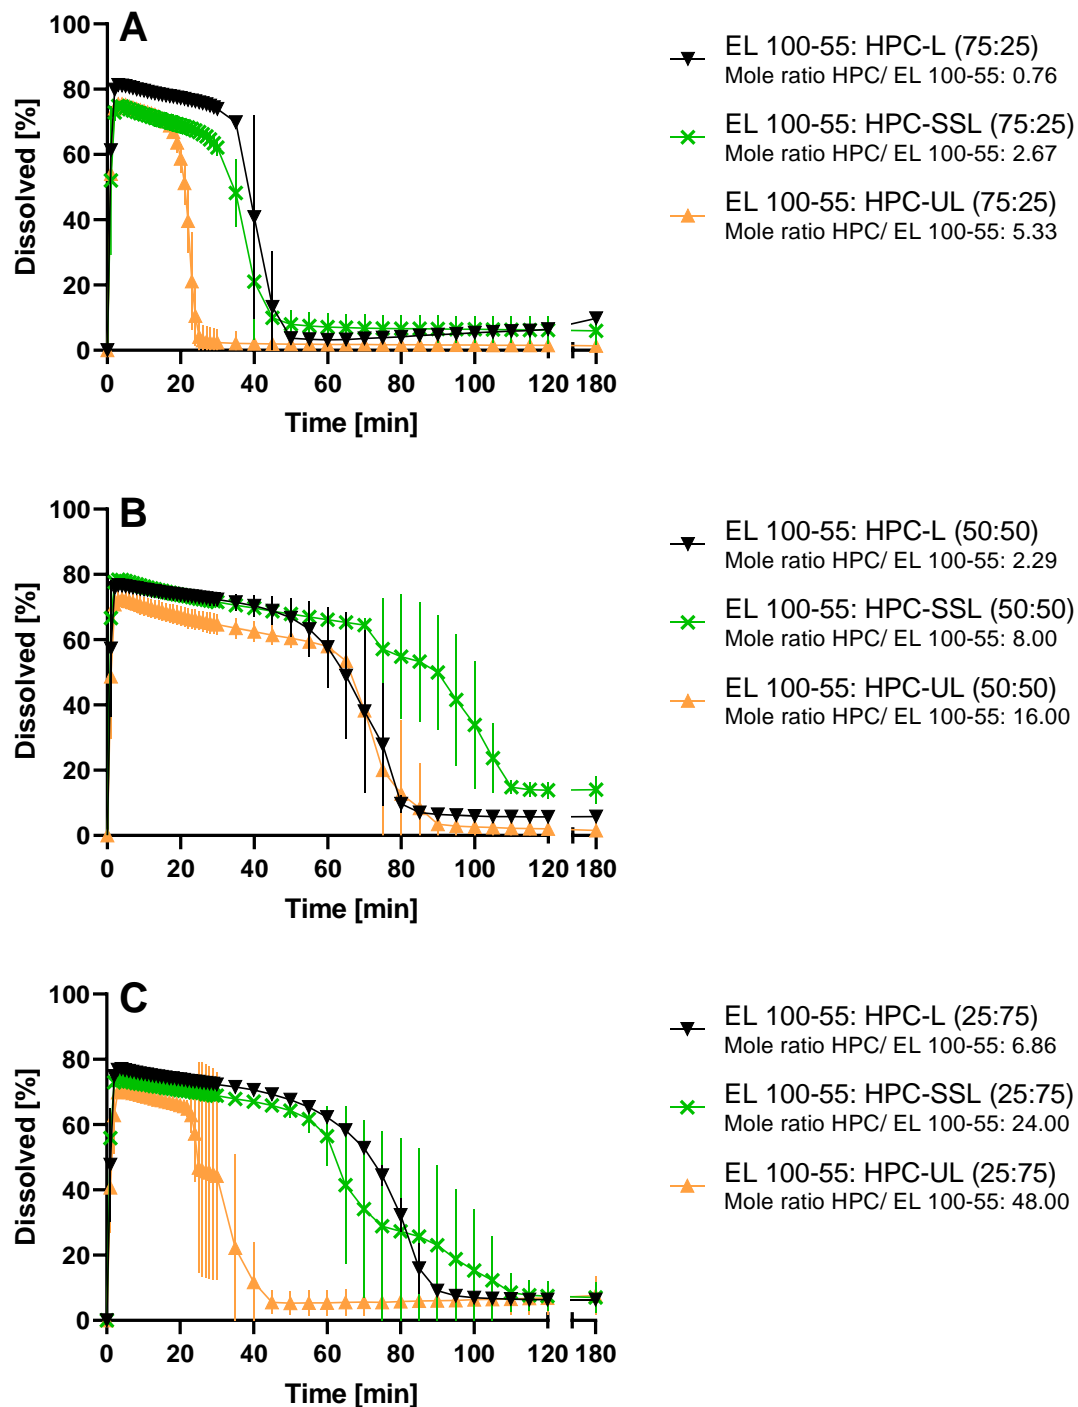 A
100
80
60
40
20
0
Dissolved [%]
0 20 40 60 80 100 120 180
Time [min]
EL 100-55: HPC-L (75:25)
Mole ratio HPC/ EL 100-55: 0.76
EL 100-55: HPC-SSL (75:25)
Mole ratio HPC/ EL 100-55: 2.67
EL 100-55: HPC-UL (75:25)
Mole ratio HPC/ EL 100-55: 5.33
B
100
80
60
40
20
0
Dissolved [%]
0 20 40 60 80 100 120 180
Time [min]
EL 100-55: HPC-L (50:50)
Mole ratio HPC/ EL 100-55: 2.29
EL 100-55: HPC-SSL (50:50)
Mole ratio HPC/ EL 100-55: 8.00
EL 100-55: HPC-UL (50:50)
Mole ratio HPC/ EL 100-55: 16.00
C
100
80
60
40
20
0
Dissolved [%]
0 20 40 60 80 100 120 180
Time [min]
EL 100-55: HPC-L (25:75)
Mole ratio HPC/ EL 100-55: 6.86
EL 100-55: HPC-SSL (25:75)
Mole ratio HPC/ EL 100-55: 24.00
EL 100-55: HPC-UL (25:75)
Mole ratio HPC/ EL 100-55: 48.00